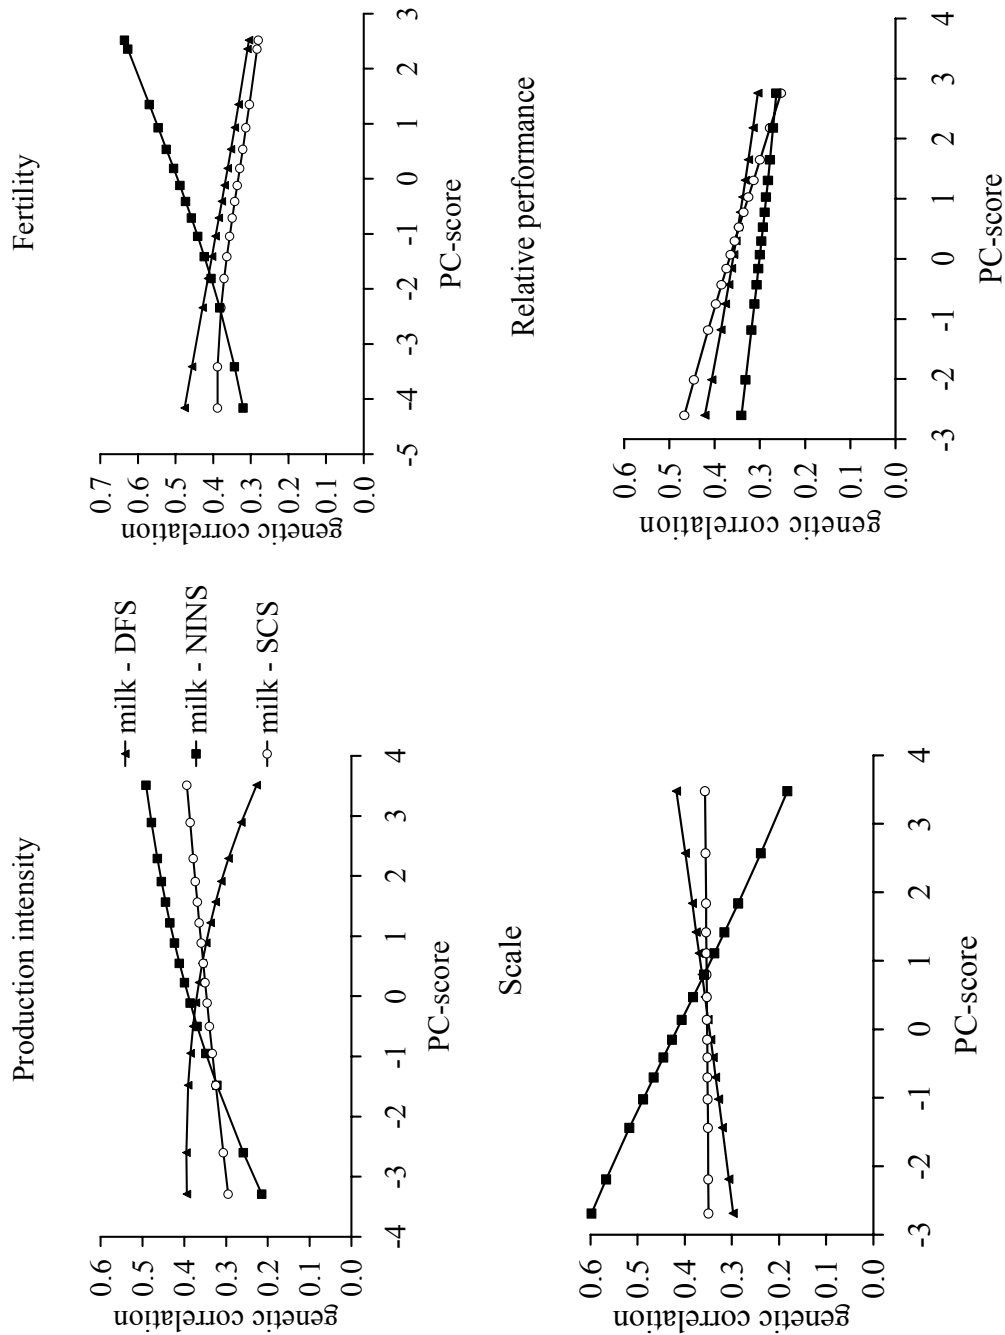 Production intensity
genetic correlation
0.6
0.5
0.4
0.3
0.2
0.1
0.0
-4 -3 -2 -1 0 1 2 3 4
PC-score
milk - DFS
milk - NINS
milk - SCS
Fertility
genetic correlation
0.7
0.6
0.5
0.4
0.3
0.2
0.1
0.0
-5 -4 -3 -2 -1 0 1 2 3
PC-score
Scale
genetic correlation
0.6
0.5
0.4
0.3
0.2
0.1
0.0
-3 -2 -1 0 1 2 3 4
PC-score
Relative performance
genetic correlation
0.6
0.5
0.4
0.3
0.2
0.1
0.0
-3 -2 -1 0 1 2 3 4
PC-score